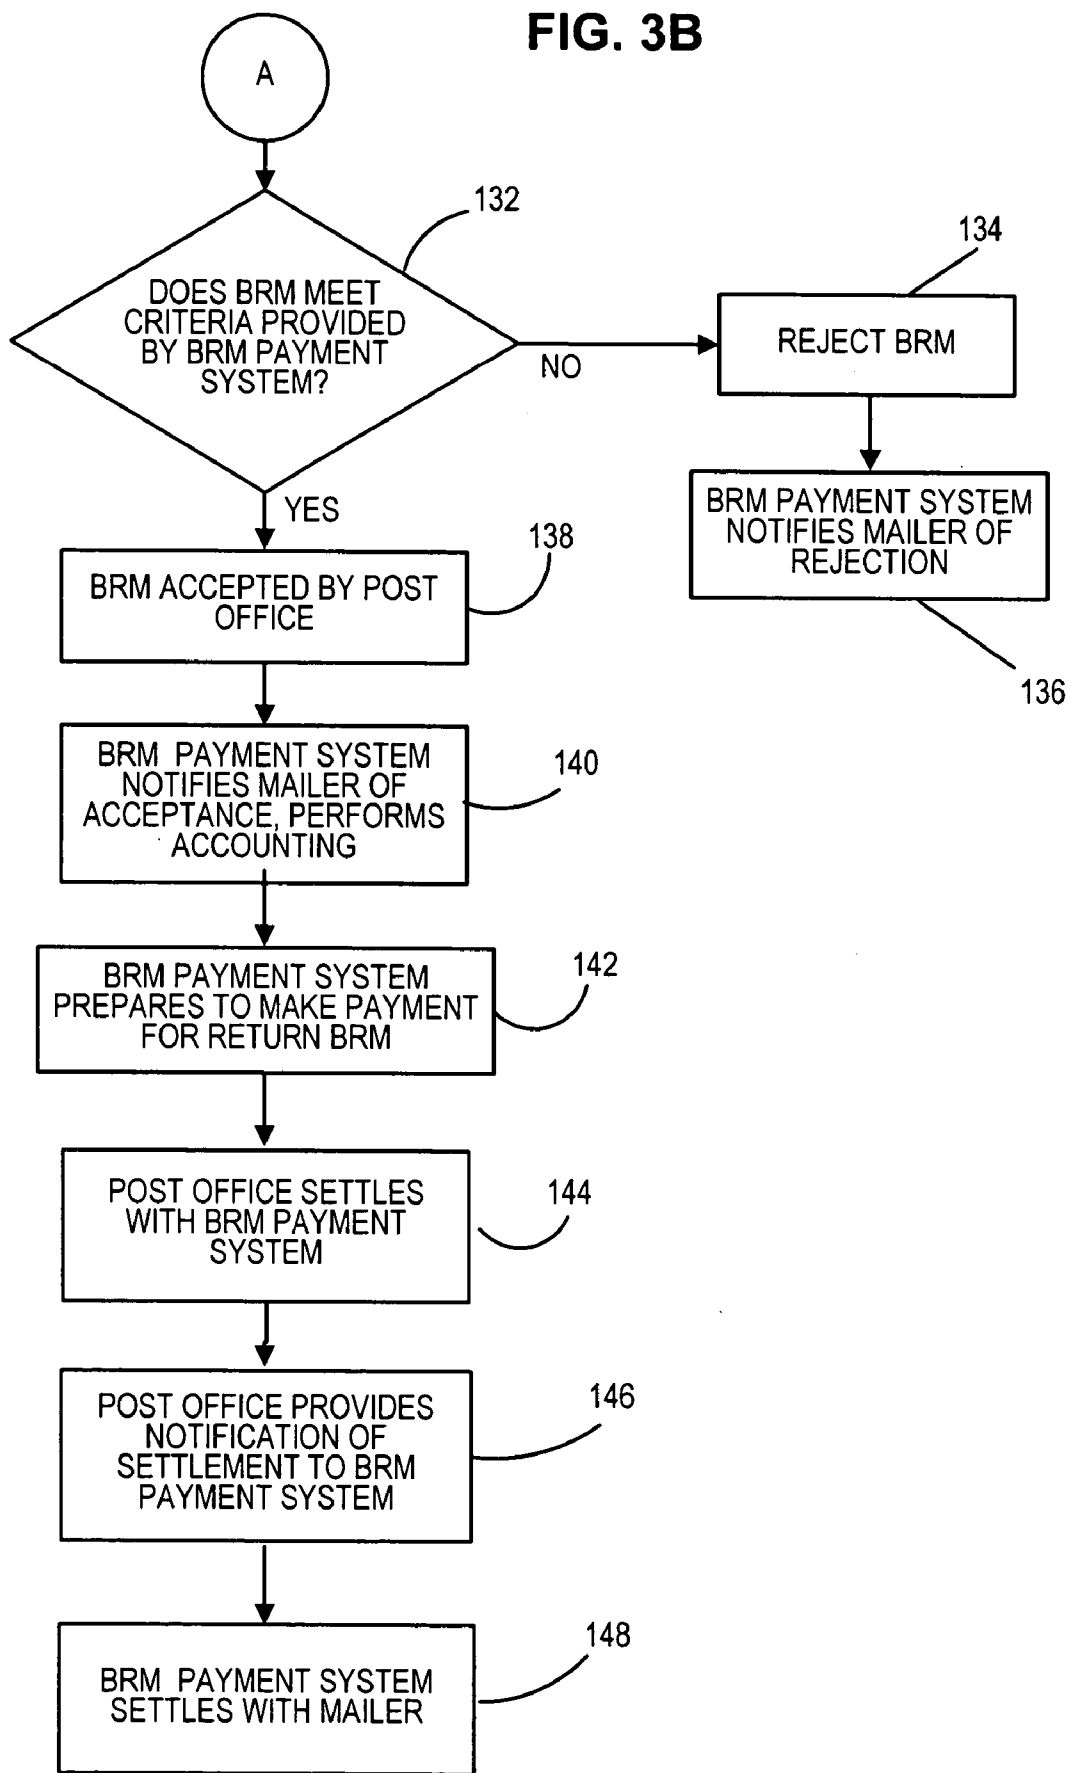 FIG. 3B
A
132
DOES BRM MEET
CRITERIA PROVIDED
BY BRM PAYMENT
SYSTEM?
NO
134
REJECT BRM
BRM PAYMENT SYSTEM
NOTIFIES MAILER OF
REJECTION
136
YES
138
BRM ACCEPTED BY POST
OFFICE
BRM PAYMENT SYSTEM
NOTIFIES MAILER OF
ACCEPTANCE, PERFORMS
ACCOUNTING
140
BRM PAYMENT SYSTEM
PREPARES TO MAKE PAYMENT
FOR RETURN BRM
142
POST OFFICE SETTLES
WITH BRM PAYMENT
SYSTEM
144
POST OFFICE PROVIDES
NOTIFICATION OF
SETTLEMENT TO BRM
PAYMENT SYSTEM
146
BRM PAYMENT SYSTEM
SETTLES WITH MAILER
148